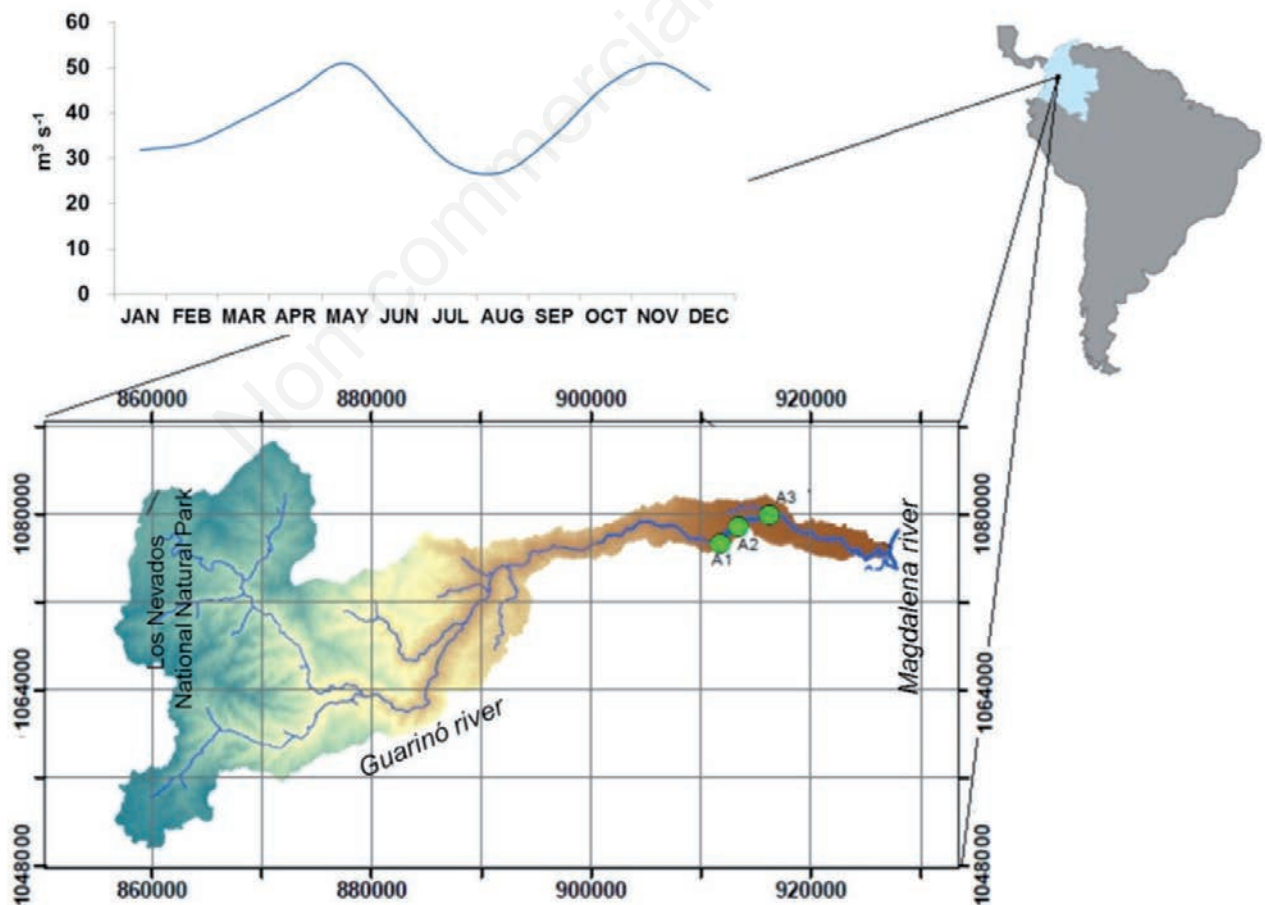 60
50
40
30
20
10
0
m³ s⁻¹
JAN FEB MAR APR MAY JUN JUL AUG SEP OCT NOV DEC
Non-commercial
860000 880000 900000 920000
1080000
1064000
1048000
Los Nevados
National Natural Park
Guarinó river
A1
A2
A3
Magdalena river
1080000
1064000
1048000
860000 880000 900000 920000